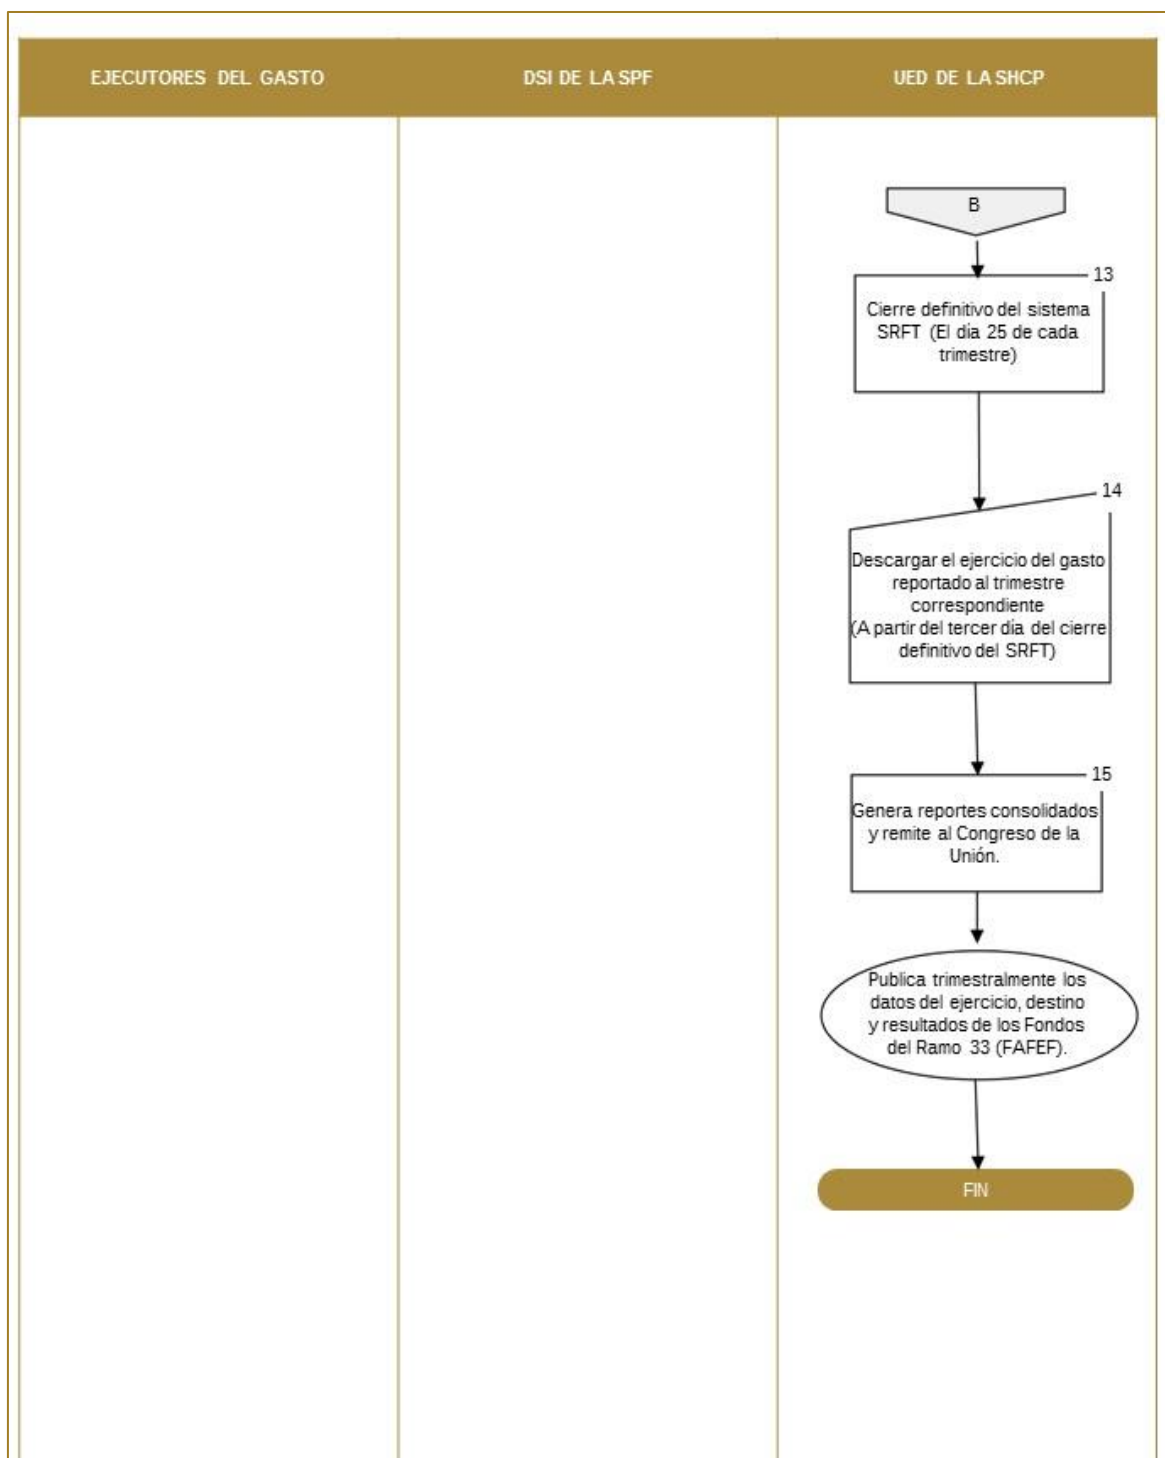 EJECUTORES DEL GASTO
DSI DE LA SPF
UED DE LA SHCP
B
13
Cierre definitivo del sistema
SRFT (El día 25 de cada
trimestre)
14
Descargar el ejercicio del gasto
reportado al trimestre
correspondiente
(A partir del tercer día del cierre
definitivo del SRFT)
15
Genera reportes consolidados
y remite al Congreso de la
Unión.
Publica trimestralmente los
datos del ejercicio, destino
y resultados de los Fondos
del Ramo 33 (FAFEF).
FIN